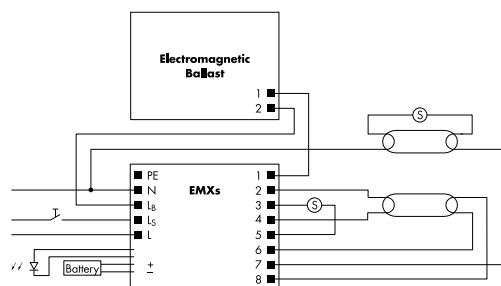 Electromagnetic
Ballast
1
2
S
PE
N
LB
LS
L
+
−
Battery
EMXs
1
2
3
4
5
6
7
8
S